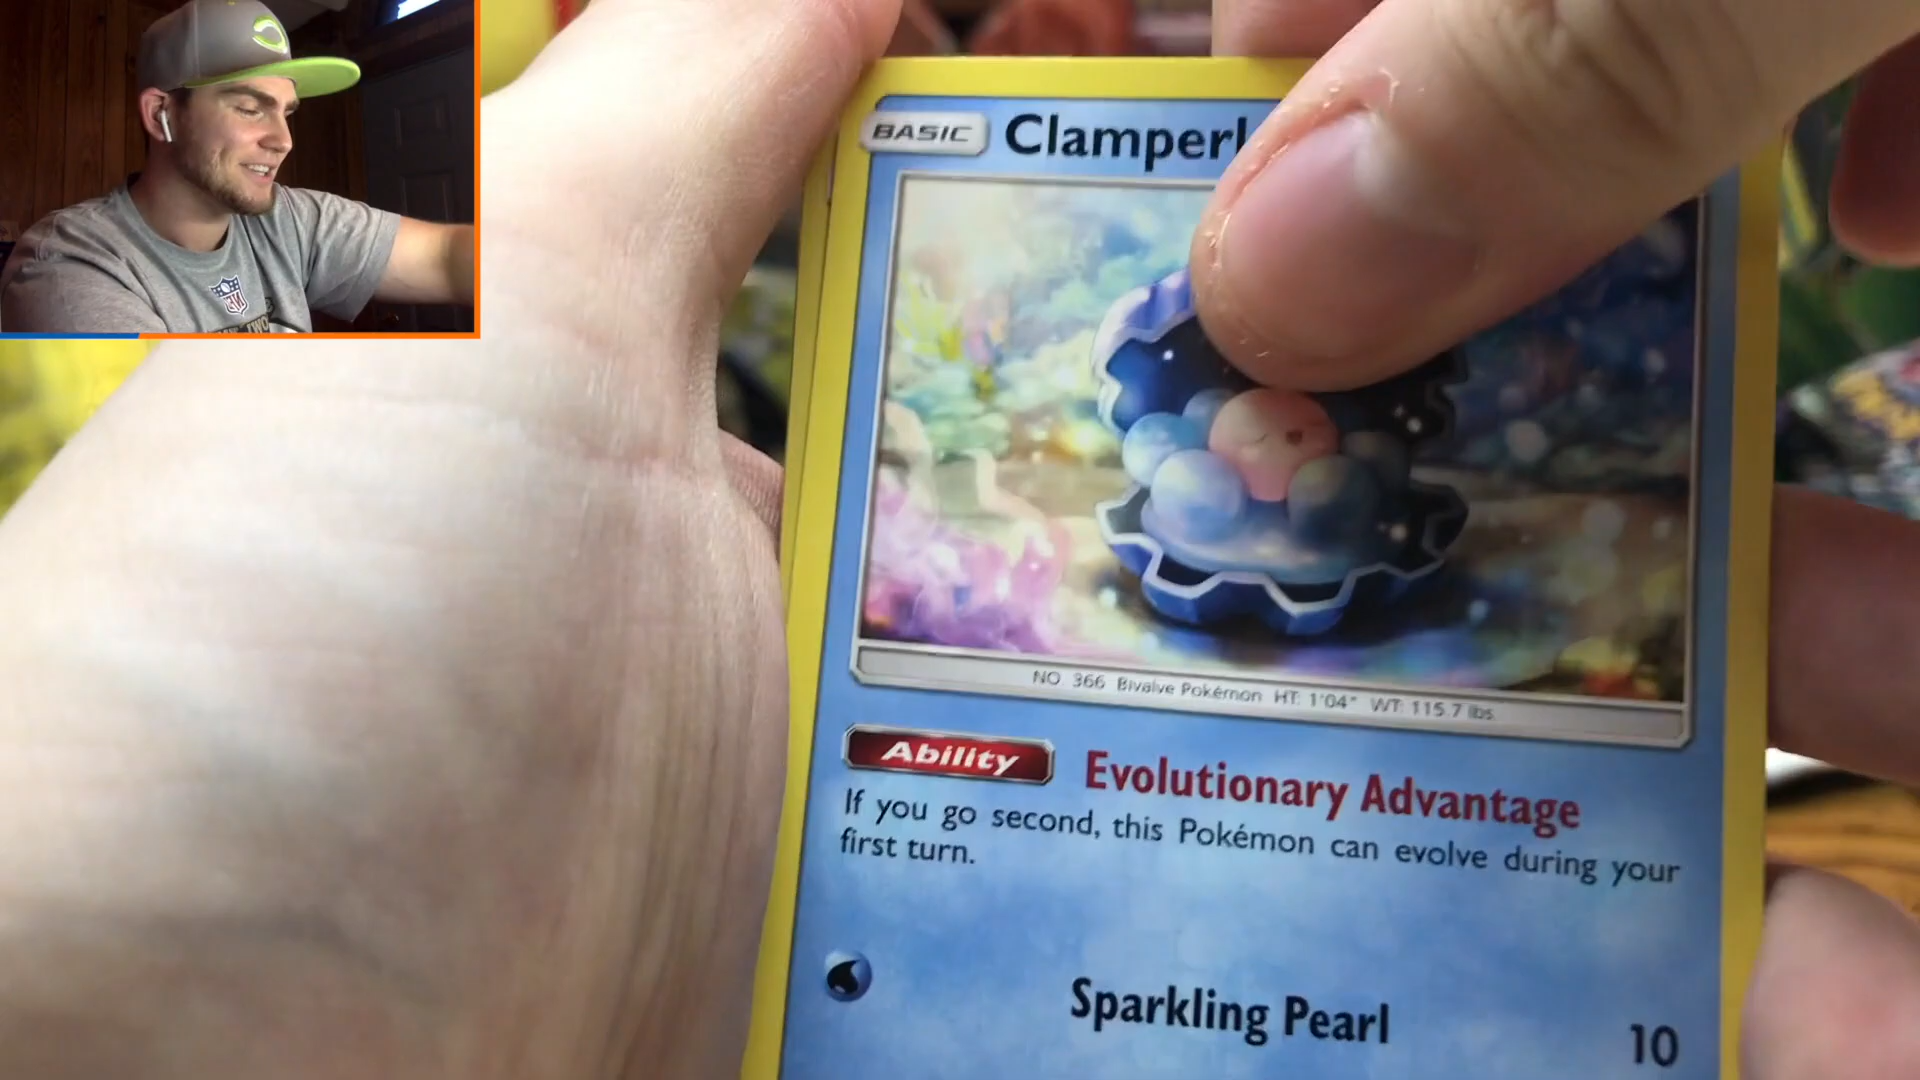 BASIC Clamperl
NO. 366 Bivalve Pokémon HT: 1'04" WT: 115.7 lbs.
Ability Evolutionary Advantage
If you go second, this Pokémon can evolve during your
first turn.
Sparkling Pearl 10
NFL